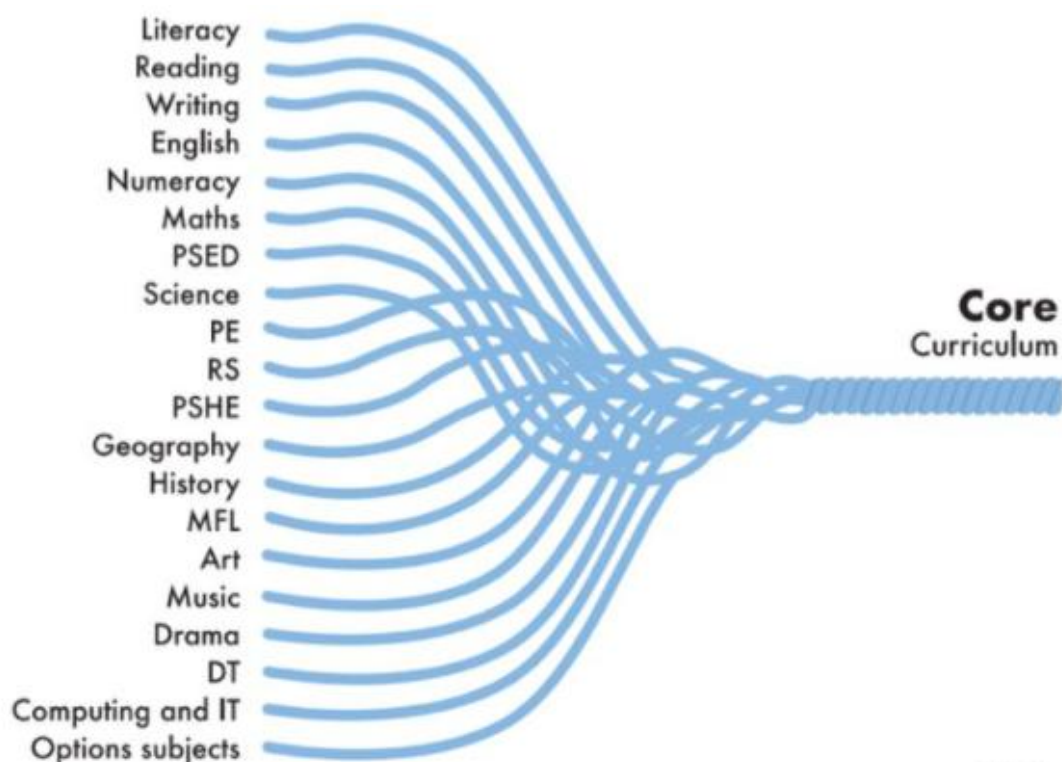 Literacy
Reading
Writing
English
Numeracy
Maths
PSED
Science
PE
RS
PSHE
Geography
History
MFL
Art
Music
Drama
DT
Computing and IT
Options subjects
Core
Curriculum